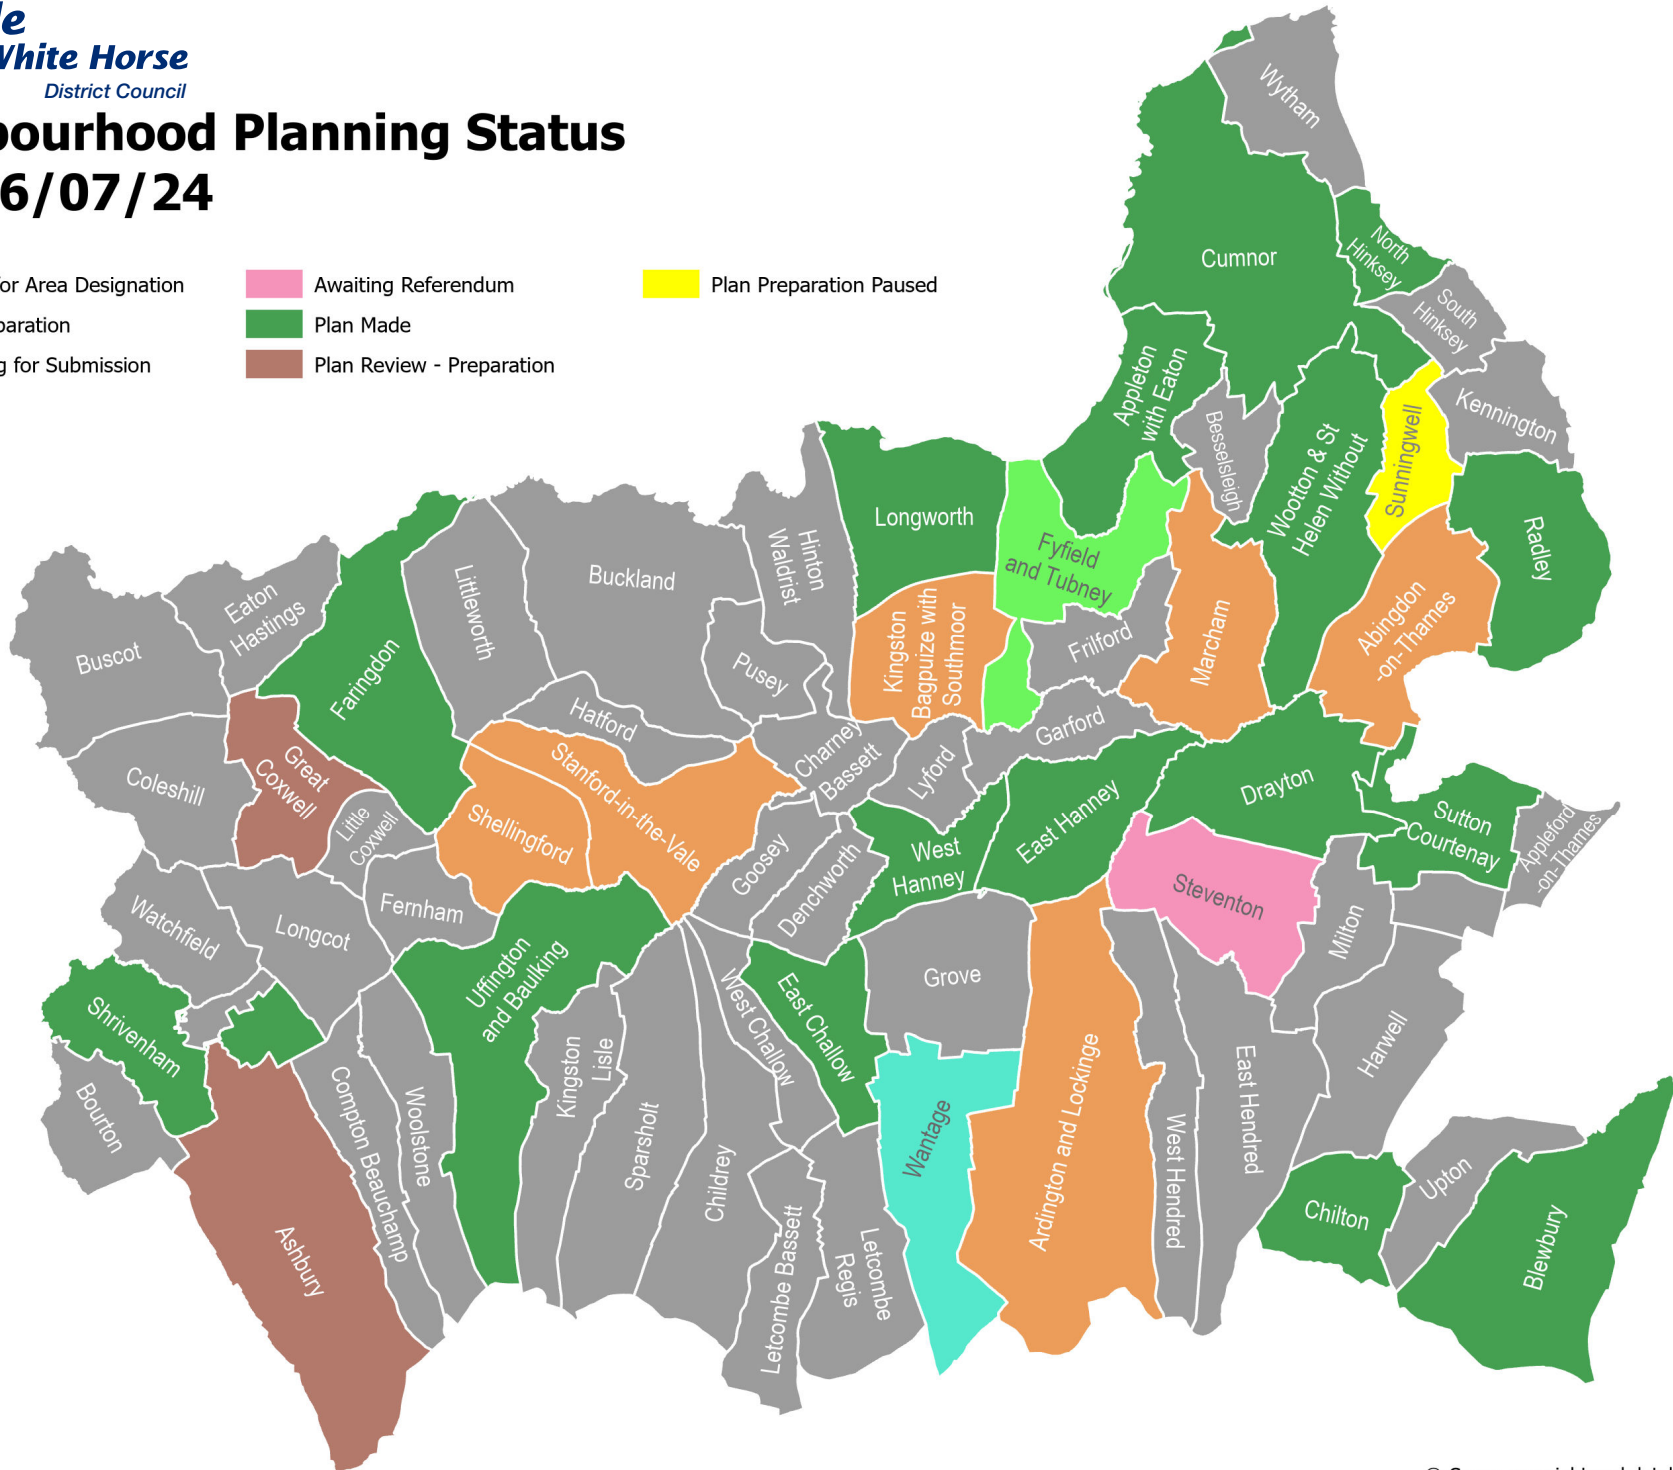 le
White Horse
District Council
bourhood Planning Status
6/07/24
or Area Designation
Awaiting Referendum
Plan Preparation Paused
paration
Plan Made
g for Submission
Plan Review - Preparation
Wytham
Cumnor
North
Hinksey
South
Hinksey
Appleton
with Eaton
Besselsleigh
Wootton & St
Helen Without
Sunningwell
Kennington
Radley
Longworth
Fyfield
and Tubney
Hinton
Waldrist
Buckland
Littleworth
Eaton
Hastings
Buscot
Faringdon
Pusey
Kingston
Bagpuize with
Southmoor
Frilford
Marcham
Abingdon
-on-Thames
Hatford
Charney
Bassett
Lyford
Garford
Great
Coxwell
Coleshill
Little
Coxwell
Stanford-in-the-Vale
Shellingford
Goosey
Denchworth
West
Hanney
East Hanney
Drayton
Sutton
Courtenay
Appleford
-on-Thames
Steventon
Milton
Watchfield
Longcot
Fernham
Uffington
and Baulking
Grove
West Challow
East Challow
Shrivenham
Bourton
Compton Beauchamp
Woolstone
Kingston
Lisle
Sparsholt
Childrey
Wantage
Ardington and Lockinge
West Hendred
East Hendred
Harwell
Ashbury
Letcombe Bassett
Letcombe
Regis
Chilton
Upton
Blewbury